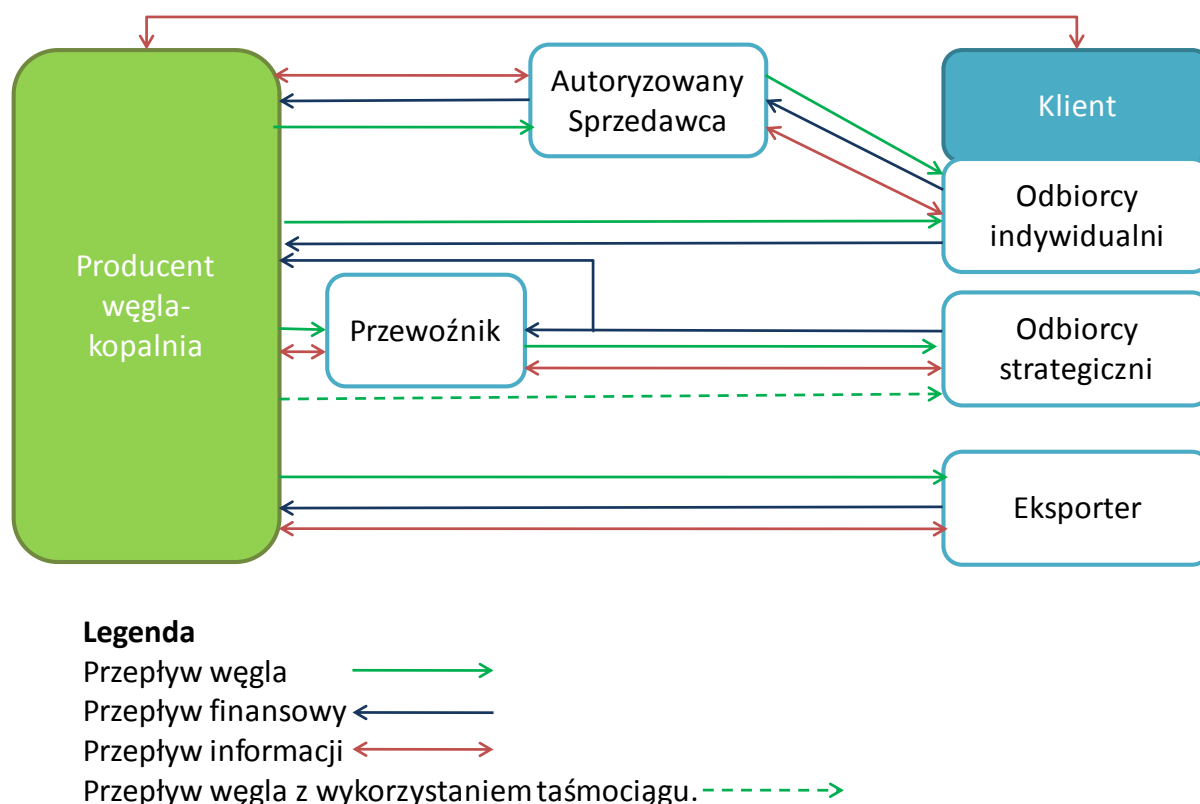 Autoryzowany
Sprzedawca
Klient
Odbiorcy
indywidualni
Producent
węgla-
kopalnia
Przewoźnik
Odbiorcy
strategiczni
Eksporter
Legenda
Przepływ węgla
Przepływ finansowy
Przepływ informacji
Przepływ węgla z wykorzystaniem taśmociągu.